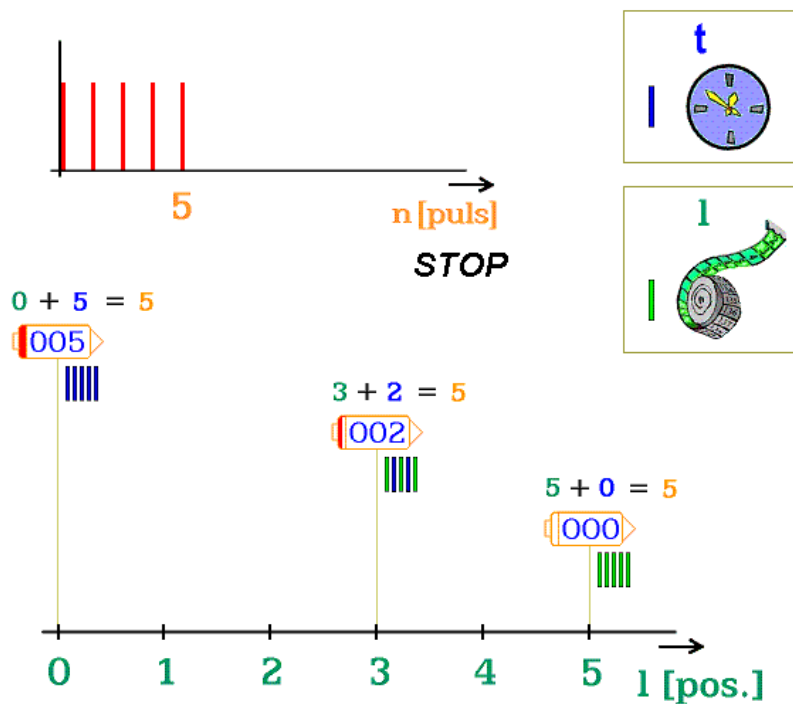 t
5
n [puls]
l
STOP
0 + 5 = 5
005
3 + 2 = 5
002
5 + 0 = 5
000
0 1 2 3 4 5
l [pos.]